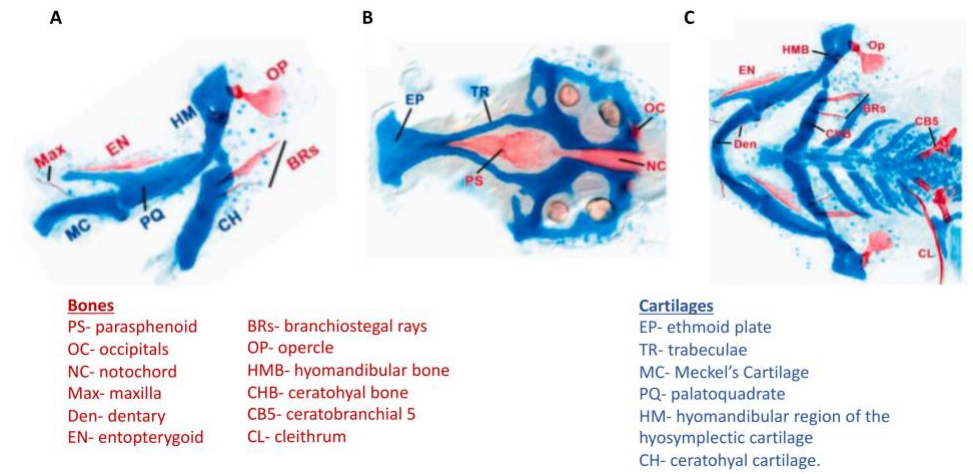 A
B
C
OP
HM
EN
Max
BRs
MC
PQ
CH
EP
TR
OC
PS
NC
HMB
Op
EN
BRs
CHB
CB5
Den
CL
Bones
PS- parasphenoid
OC- occipitals
NC- notochord
Max- maxilla
Den- dentary
EN- entopterygoid
BRs- branchiostegal rays
OP- opercle
HMB- hyomandibular bone
CHB- ceratohyal bone
CB5- ceratobranchial 5
CL- cleithrum
Cartilages
EP- ethmoid plate
TR- trabeculae
MC- Meckel's Cartilage
PQ- palatoquadrate
HM- hyomandibular region of the
hyosymplectic cartilage
CH- ceratohyal cartilage.